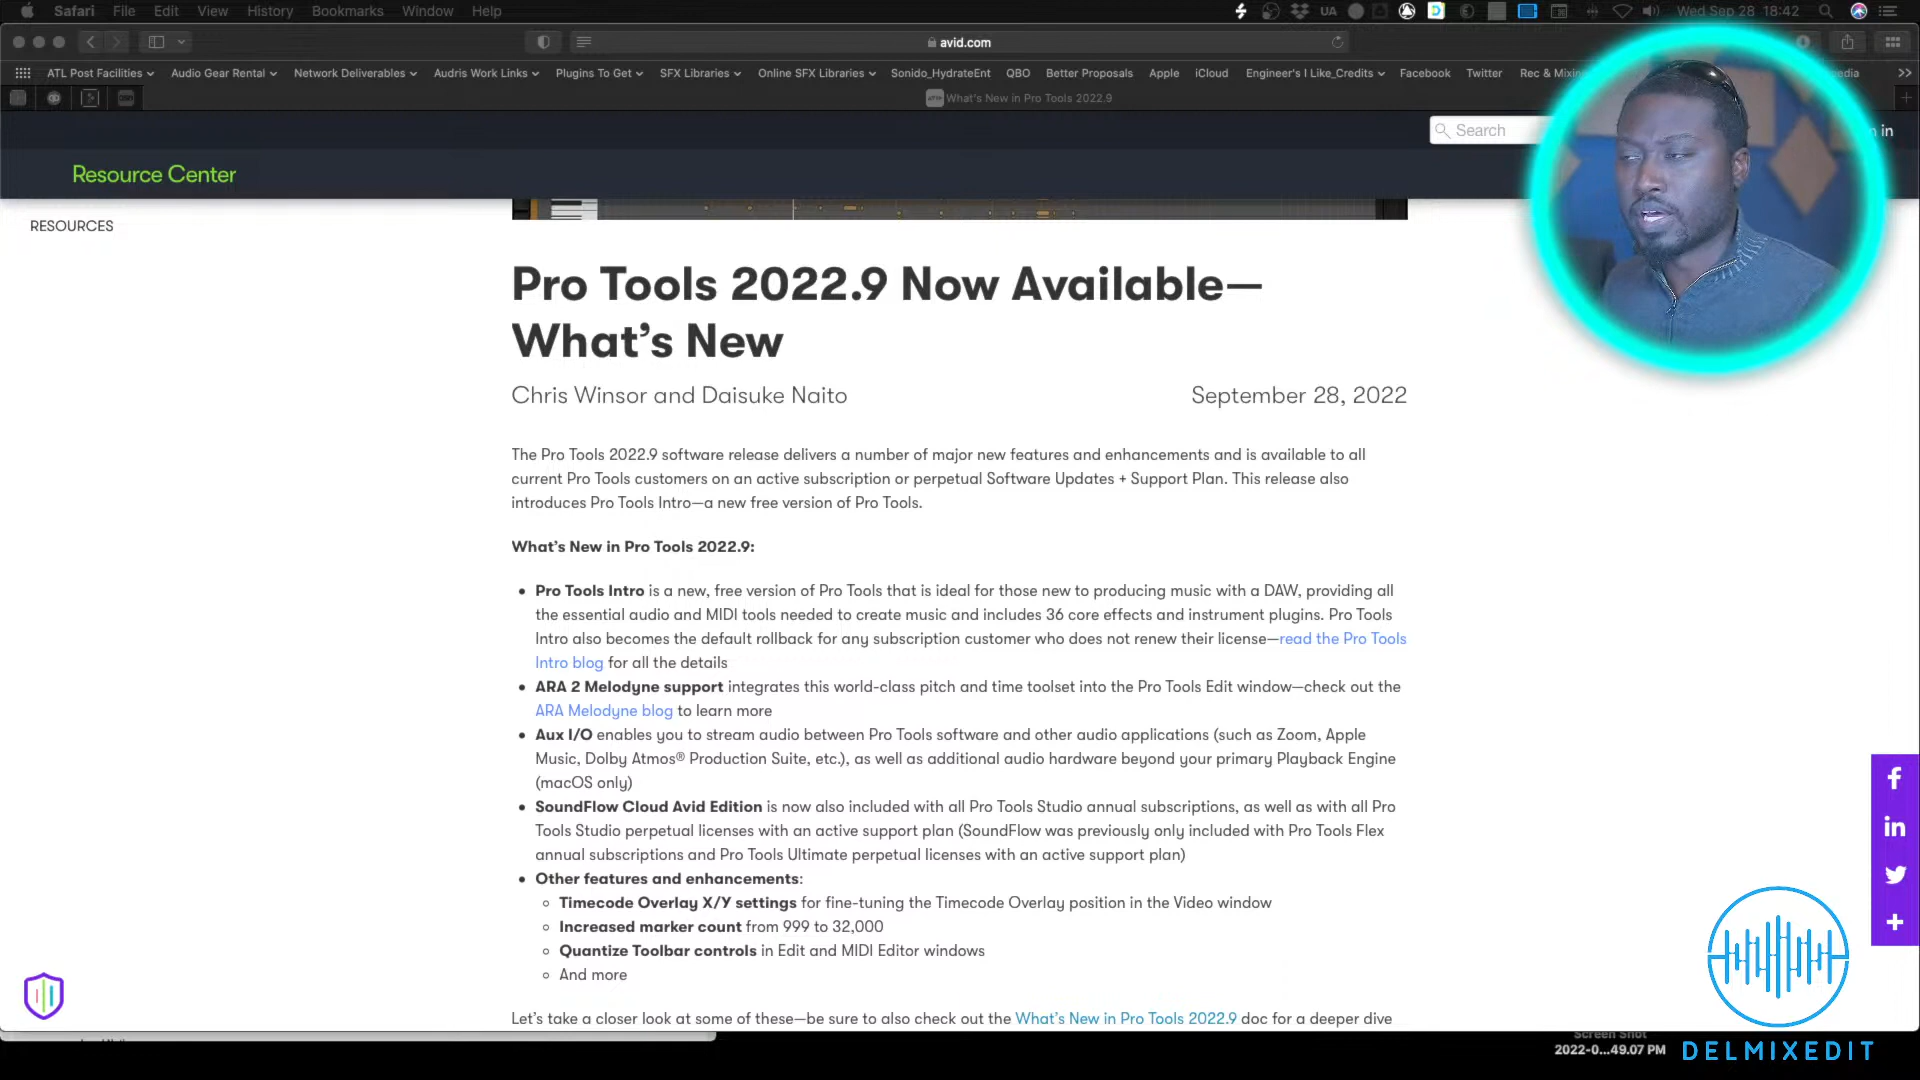 Safari File Edit View History Bookmarks Window Help UA Wed Sep 28 18:42
avid.com
ATL Post Facilities Audio Gear Rental Network Deliverables Audris Work Links Plugins To Get SFX Libraries Online SFX Libraries Sonido_HydrateEnt QBO Better Proposals Apple iCloud Engineer's I Like_Credits Facebook Twitter Rec & Mixin
What's New in Pro Tools 2022.9
Search
in
Resource Center
RESOURCES
Pro Tools 2022.9 Now Available—
What's New
Chris Winsor and Daisuke Naito September 28, 2022
The Pro Tools 2022.9 software release delivers a number of major new features and enhancements and is available to all
current Pro Tools customers on an active subscription or perpetual Software Updates + Support Plan. This release also
introduces Pro Tools Intro—a new free version of Pro Tools.
What's New in Pro Tools 2022.9:
• Pro Tools Intro is a new, free version of Pro Tools that is ideal for those new to producing music with a DAW, providing all
the essential audio and MIDI tools needed to create music and includes 36 core effects and instrument plugins. Pro Tools
Intro also becomes the default rollback for any subscription customer who does not renew their license—read the Pro Tools
Intro blog for all the details
• ARA 2 Melodyne support integrates this world-class pitch and time toolset into the Pro Tools Edit window—check out the
ARA Melodyne blog to learn more
• Aux I/O enables you to stream audio between Pro Tools software and other audio applications (such as Zoom, Apple
Music, Dolby Atmos® Production Suite, etc.), as well as additional audio hardware beyond your primary Playback Engine
(macOS only)
• SoundFlow Cloud Avid Edition is now also included with all Pro Tools Studio annual subscriptions, as well as with all Pro
Tools Studio perpetual licenses with an active support plan (SoundFlow was previously only included with Pro Tools Flex
annual subscriptions and Pro Tools Ultimate perpetual licenses with an active support plan)
• Other features and enhancements:
◦ Timecode Overlay X/Y settings for fine-tuning the Timecode Overlay position in the Video window
◦ Increased marker count from 999 to 32,000
◦ Quantize Toolbar controls in Edit and MIDI Editor windows
◦ And more
Let's take a closer look at some of these—be sure to also check out the What's New in Pro Tools 2022.9 doc for a deeper dive
Screen Shot
2022-0...49.07 PM
DELMIXEDIT